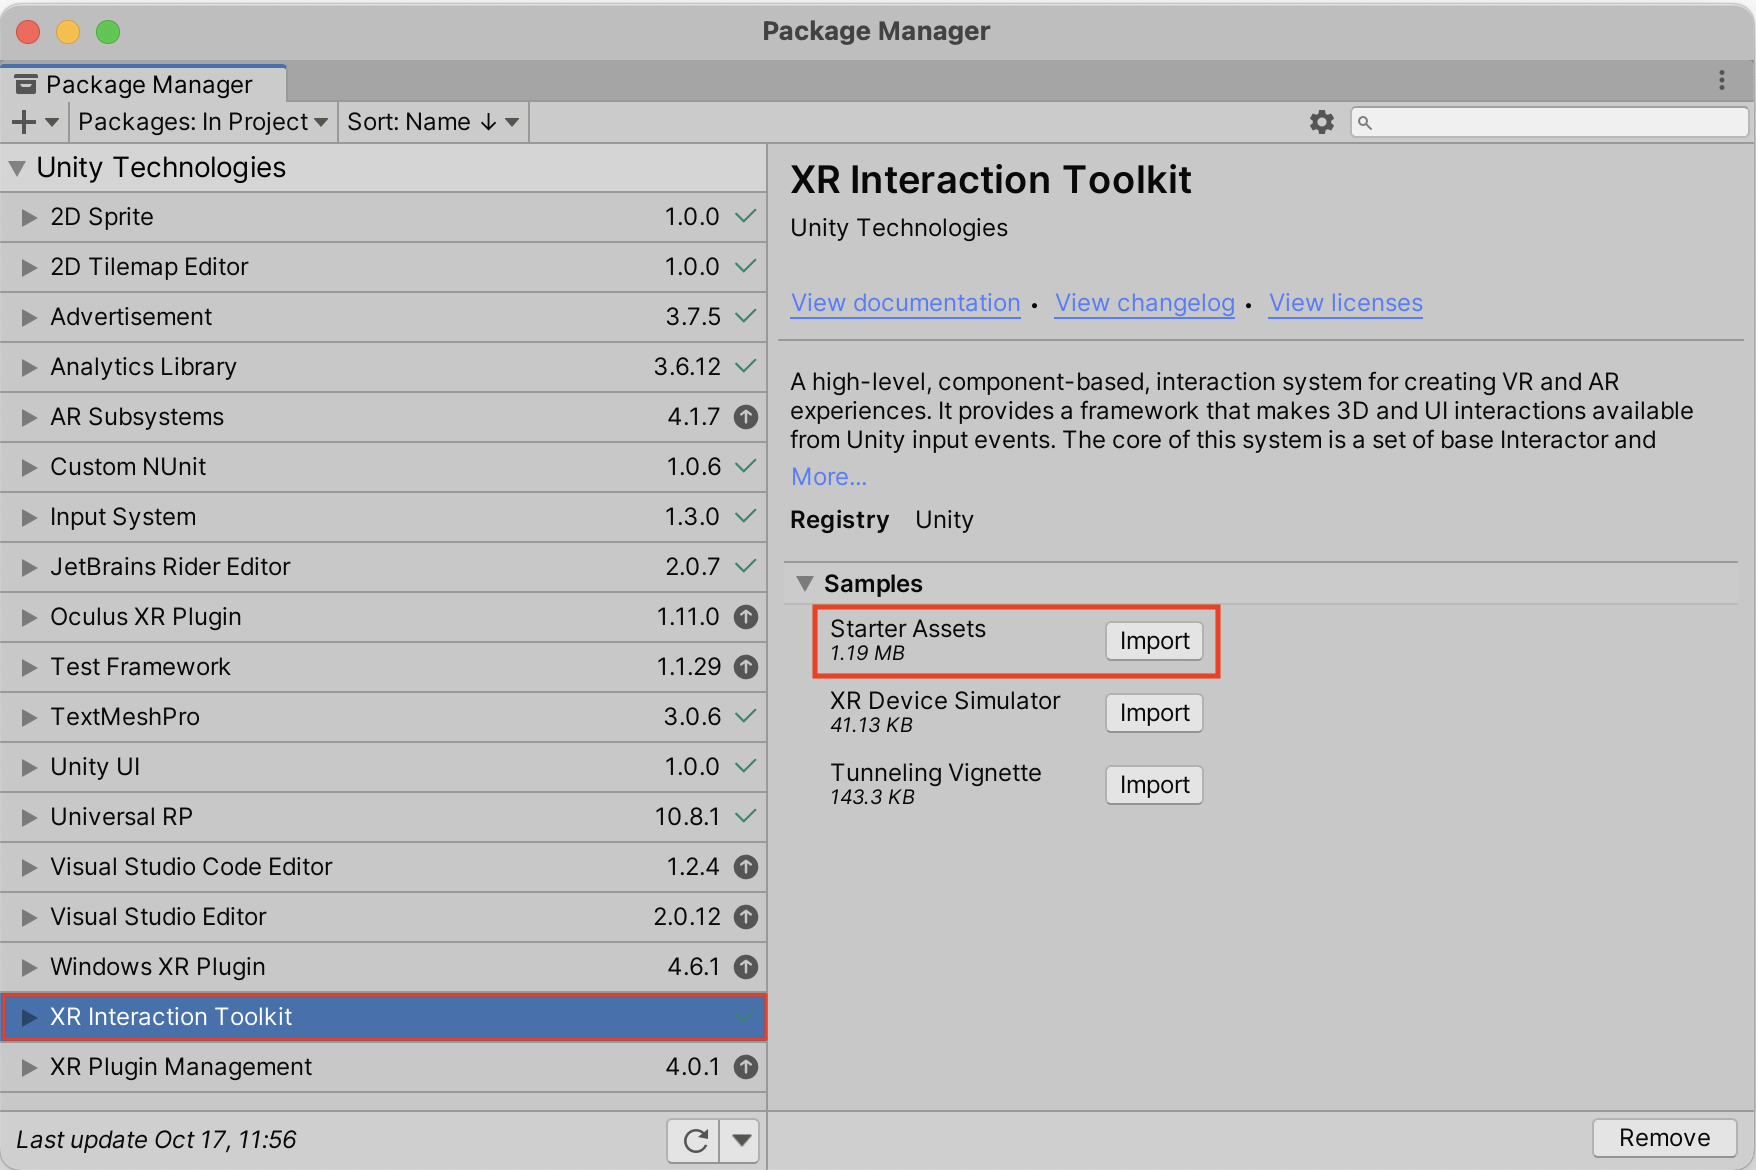 Package Manager
Package Manager
Packages: In Project
Sort: Name ↓
Unity Technologies
2D Sprite 1.0.0
2D Tilemap Editor 1.0.0
Advertisement 3.7.5
Analytics Library 3.6.12
AR Subsystems 4.1.7
Custom NUnit 1.0.6
Input System 1.3.0
JetBrains Rider Editor 2.0.7
Oculus XR Plugin 1.11.0
Test Framework 1.1.29
TextMeshPro 3.0.6
Unity UI 1.0.0
Universal RP 10.8.1
Visual Studio Code Editor 1.2.4
Visual Studio Editor 2.0.12
Windows XR Plugin 4.6.1
XR Interaction Toolkit
XR Plugin Management 4.0.1
Last update Oct 17, 11:56
XR Interaction Toolkit
Unity Technologies
View documentation • View changelog • View licenses
A high-level, component-based, interaction system for creating VR and AR
experiences. It provides a framework that makes 3D and UI interactions available
from Unity input events. The core of this system is a set of base Interactor and
More...
Registry Unity
Samples
Starter Assets
1.19 MB
Import
XR Device Simulator
41.13 KB
Import
Tunneling Vignette
143.3 KB
Import
Remove